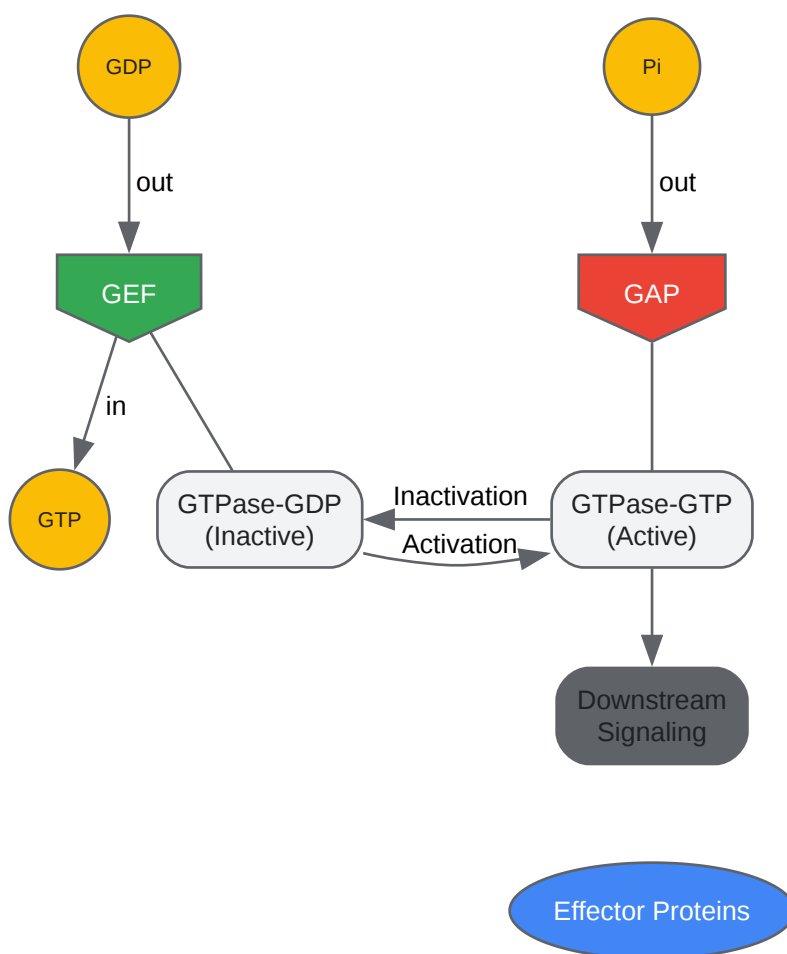 GDP
Pi
out
out
GEF
GAP
in
GTP
GTPase-GDP
(Inactive)
Inactivation
Activation
GTPase-GTP
(Active)
Downstream
Signaling
Effector Proteins